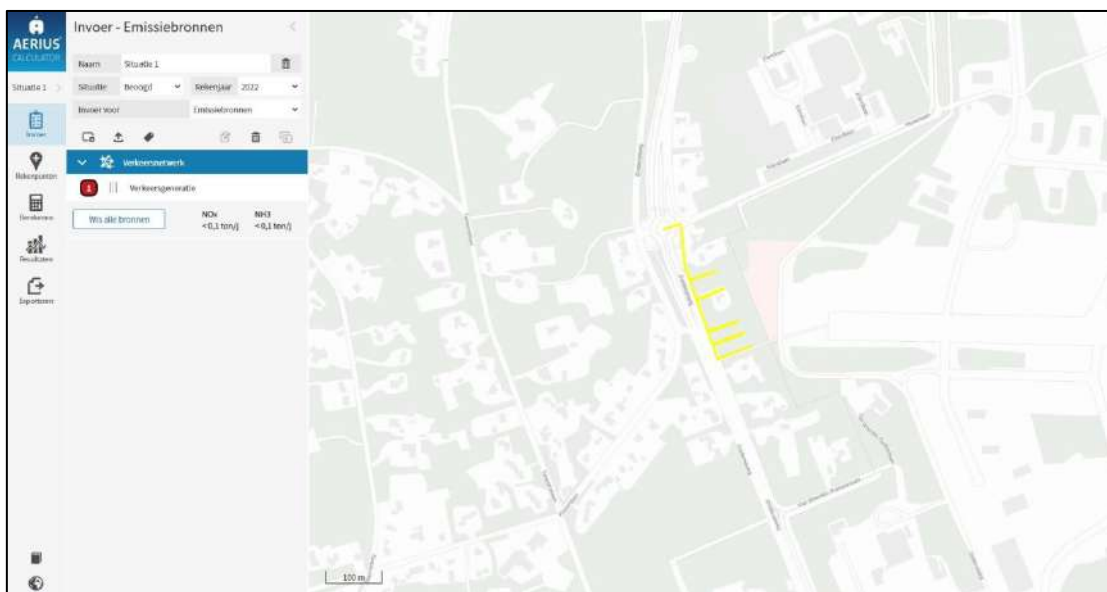 Invoer - Emissiebronnen
AERIUS
CALCULATOR
Naam Situatie 1
Situatie 1
Situatie Beoogd Rekenjaar 2022
Invoer voor Emissiebronnen
Invoer
Verkeersnetwerk
Rekenpunten
1 Verkeersgeneratie
Berekenen
Wis alle bronnen
NOx NH3
<0,1 ton/j <0,1 ton/j
Resultaten
Exporteren
100 m